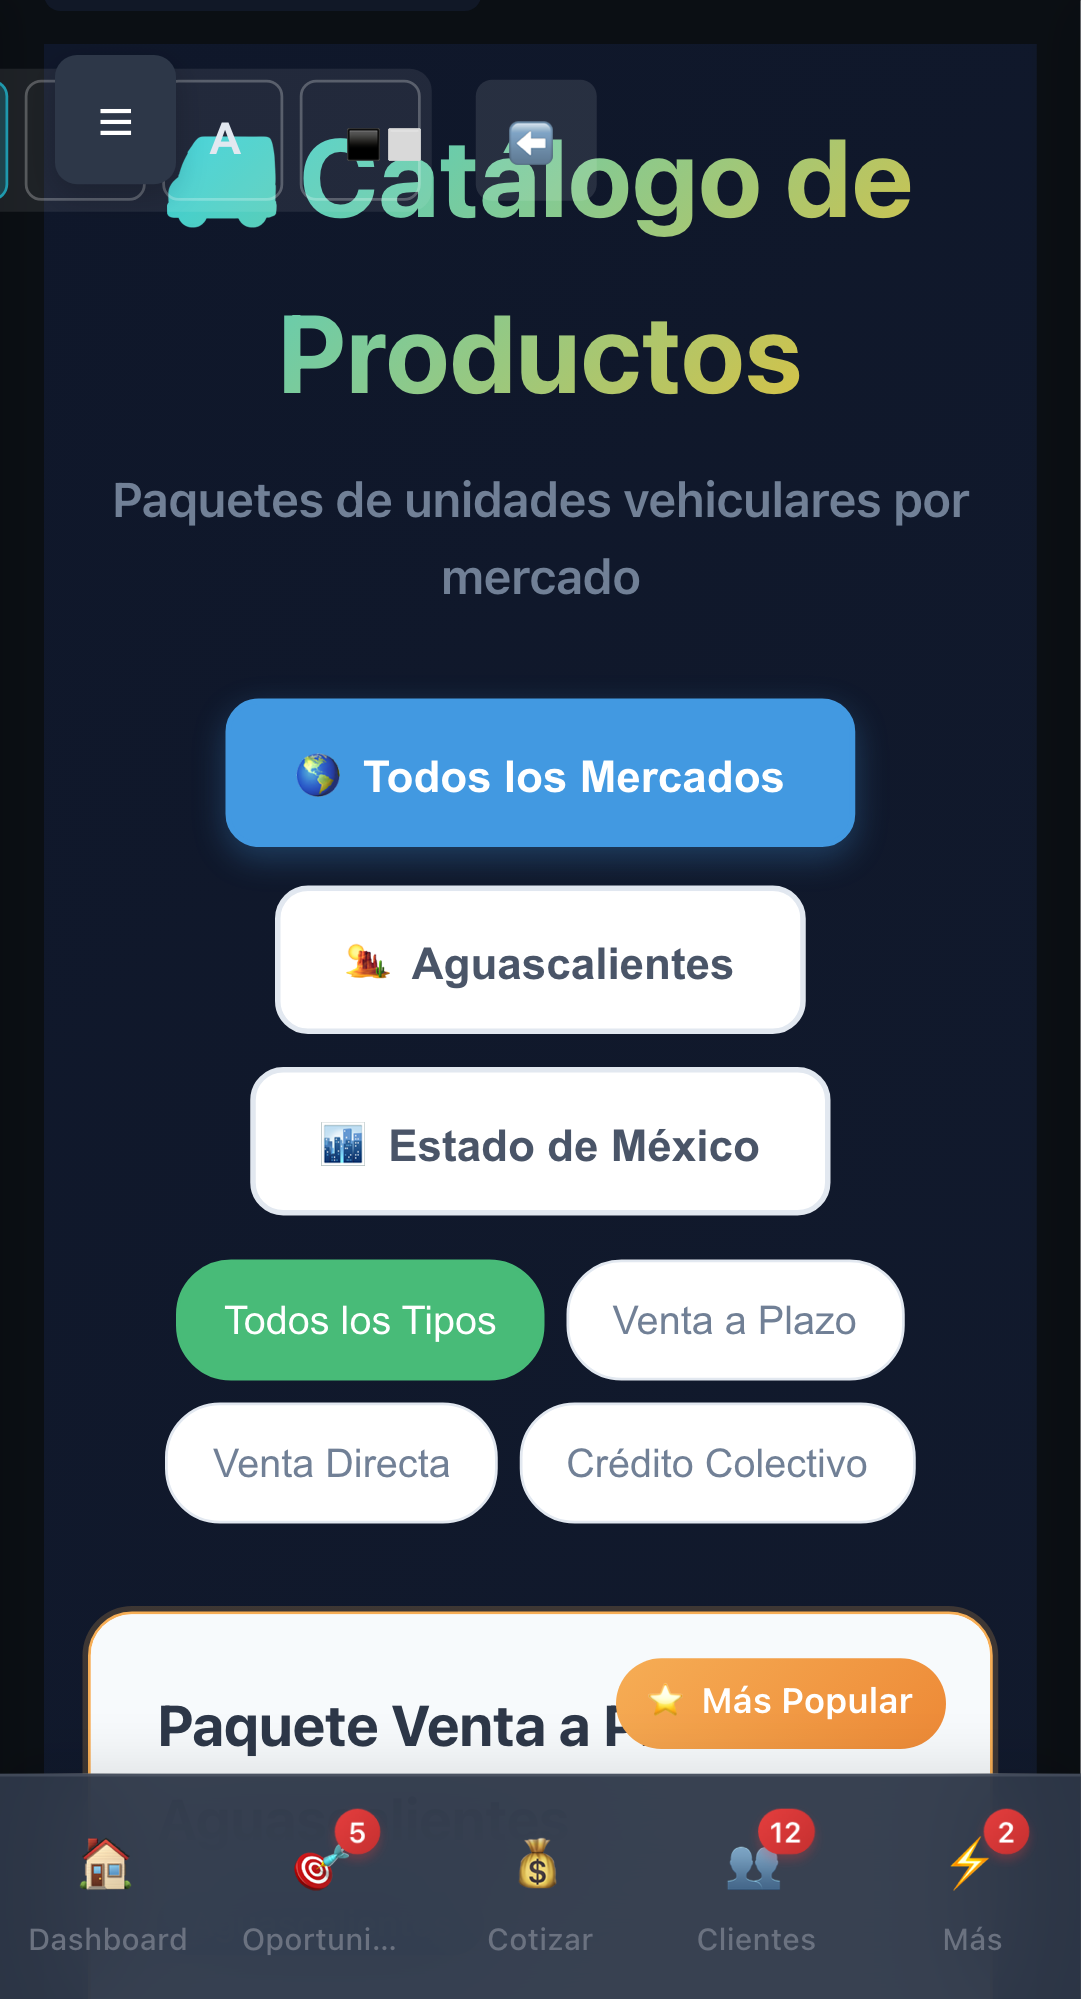 A
Catálogo de
Productos
Paquetes de unidades vehiculares por
mercado
Todos los Mercados
Aguascalientes
Estado de México
Todos los Tipos
Venta a Plazo
Venta Directa
Crédito Colectivo
Más Popular
Paquete Venta a P
Aguascalientes
5
12
2
Dashboard
Oportuni...
Cotizar
Clientes
Más